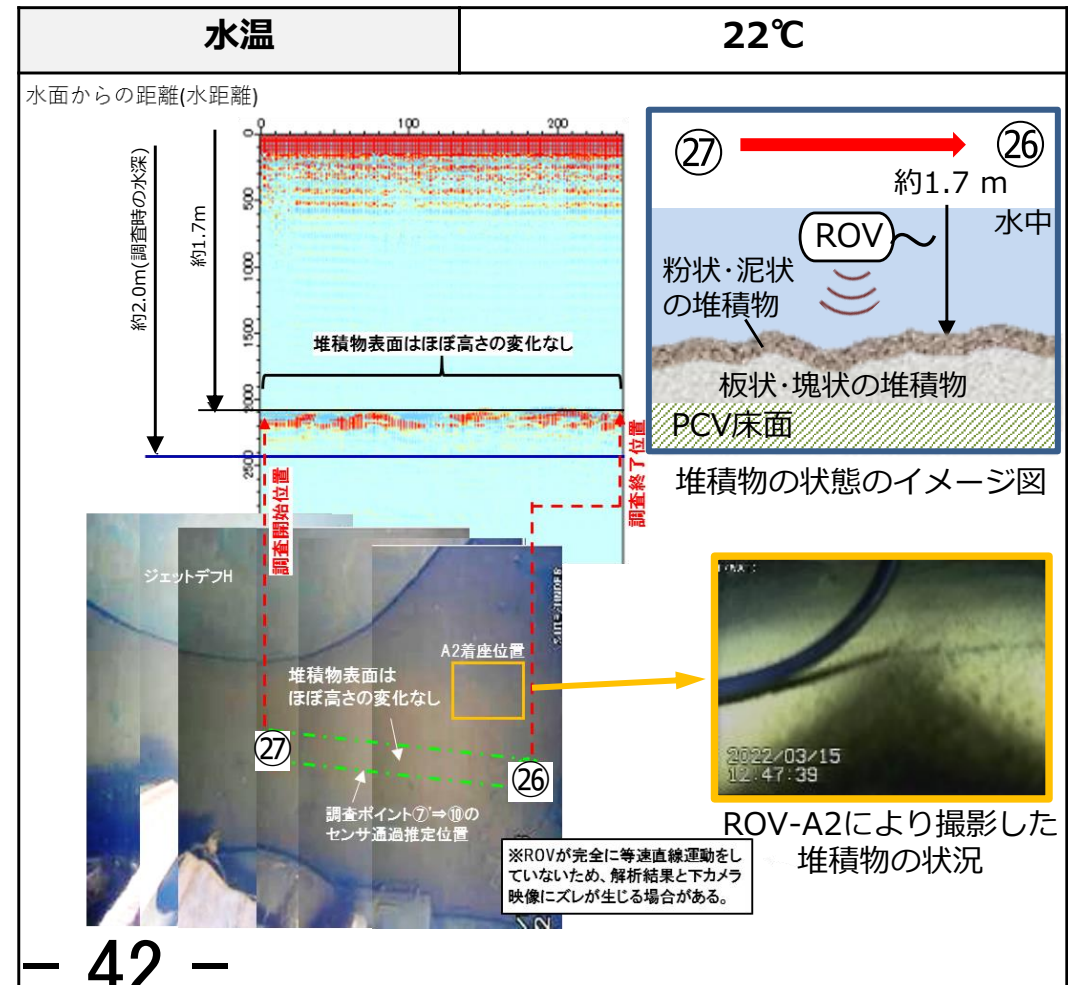 水温
22℃
水面からの距離(水距離)
0
100
200
0
500
1000
1500
2000
2500
約2.0m(調査時の水深)
約1.7m
堆積物表面はほぼ高さの変化なし
調査開始位置
調査終了位置
㉗
㉖
約1.7 m
水中
ROV
粉状･泥状
の堆積物
板状･塊状の堆積物
PCV床面
堆積物の状態のイメージ図
ジェットデフH
A2着座位置
堆積物表面は
ほぼ高さの変化なし
㉗
㉖
調査ポイント⑦'⇒⑩の
センサ通過推定位置
※ROVが完全に等速直線運動をし
ていないため、解析結果と下カメラ
映像にズレが生じる場合がある。
2022/03/15
12:47:39
ROV-A2により撮影した
堆積物の状況
− 42 −